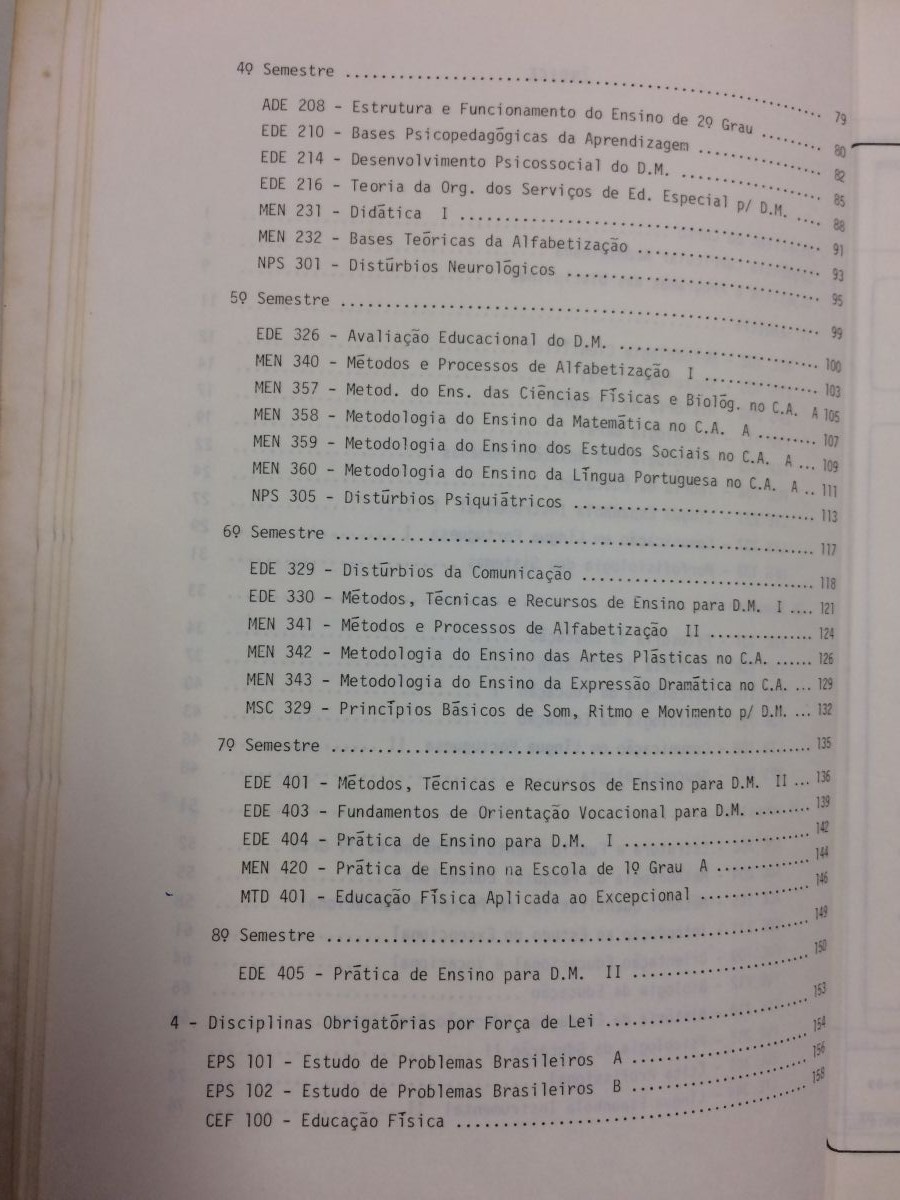 4º Semestre ........ 79
ADE 208 - Estrutura e Funcionamento do Ensino de 2º Grau ........ 80
EDE 210 - Bases Psicopedagógicas da Aprendizagem ........ 82
EDE 214 - Desenvolvimento Psicossocial do D.M. ........ 85
EDE 216 - Teoria da Org. dos Serviços de Ed. Especial p/ D.M. .... 88
MEN 231 - Didática I ........ 91
MEN 232 - Bases Teóricas da Alfabetização ........ 93
NPS 301 - Distúrbios Neurológicos ........ 95
5º Semestre ........ 99
EDE 326 - Avaliação Educacional do D.M. ........ 100
MEN 340 - Métodos e Processos de Alfabetização I ........ 103
MEN 357 - Metod. do Ens. das Ciências Físicas e Biológ. no C.A. A 105
MEN 358 - Metodologia do Ensino da Matemática no C.A. A ......... 107
MEN 359 - Metodologia do Ensino dos Estudos Sociais no C.A. A ... 109
MEN 360 - Metodologia do Ensino da Língua Portuguesa no C.A. A .. 111
NPS 305 - Distúrbios Psiquiátricos ........ 113
6º Semestre ........ 117
EDE 329 - Distúrbios da Comunicação ........ 118
EDE 330 - Métodos, Técnicas e Recursos de Ensino para D.M. I .... 121
MEN 341 - Métodos e Processos de Alfabetização II ........ 124
MEN 342 - Metodologia do Ensino das Artes Plásticas no C.A. ...... 126
MEN 343 - Metodologia do Ensino da Expressão Dramática no C.A. ... 129
MSC 329 - Princípios Básicos de Som, Ritmo e Movimento p/ D.M. ... 132
7º Semestre ........ 135
EDE 401 - Métodos, Técnicas e Recursos de Ensino para D.M. II ... 136
EDE 403 - Fundamentos de Orientação Vocacional para D.M. ......... 139
EDE 404 - Prática de Ensino para D.M. I ........ 142
MEN 420 - Prática de Ensino na Escola de 1º Grau A ........ 144
MTD 401 - Educação Física Aplicada ao Excepcional ........ 146
8º Semestre ........ 149
EDE 405 - Prática de Ensino para D.M. II ........ 150
4 - Disciplinas Obrigatórias por Força de Lei ........ 153
EPS 101 - Estudo de Problemas Brasileiros A ........ 154
EPS 102 - Estudo de Problemas Brasileiros B ........ 156
CEF 100 - Educação Física ........ 158